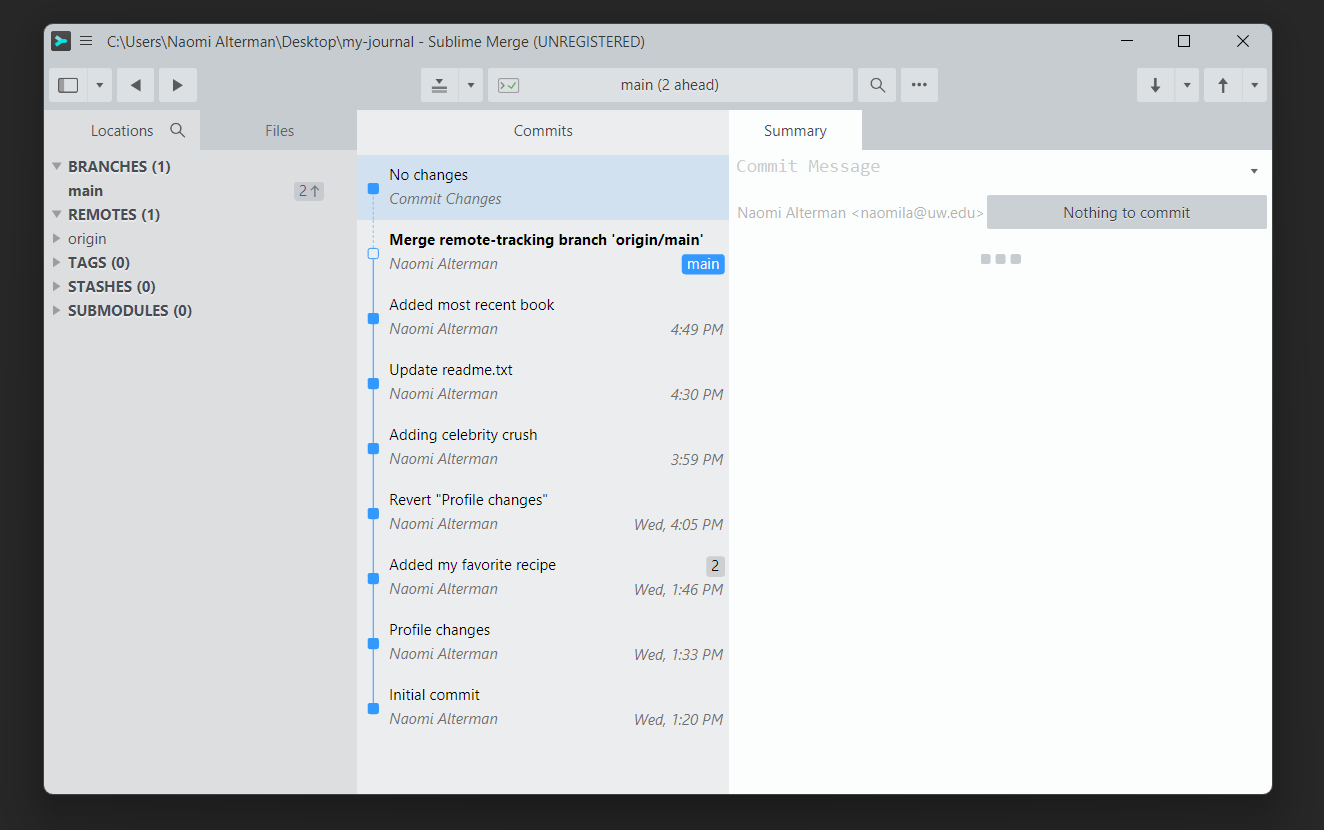 C:\Users\Naomi Alterman\Desktop\my-journal - Sublime Merge (UNREGISTERED)
main (2 ahead)
Locations
Files
Commits
Summary
BRANCHES (1)
main 2↑
REMOTES (1)
origin
TAGS (0)
STASHES (0)
SUBMODULES (0)
No changes
Commit Changes
Merge remote-tracking branch 'origin/main'
Naomi Alterman main
Added most recent book
Naomi Alterman 4:49 PM
Update readme.txt
Naomi Alterman 4:30 PM
Adding celebrity crush
Naomi Alterman 3:59 PM
Revert "Profile changes"
Naomi Alterman Wed, 4:05 PM
Added my favorite recipe 2
Naomi Alterman Wed, 1:46 PM
Profile changes
Naomi Alterman Wed, 1:33 PM
Initial commit
Naomi Alterman Wed, 1:20 PM
Commit Message
Naomi Alterman <naomila@uw.edu>
Nothing to commit